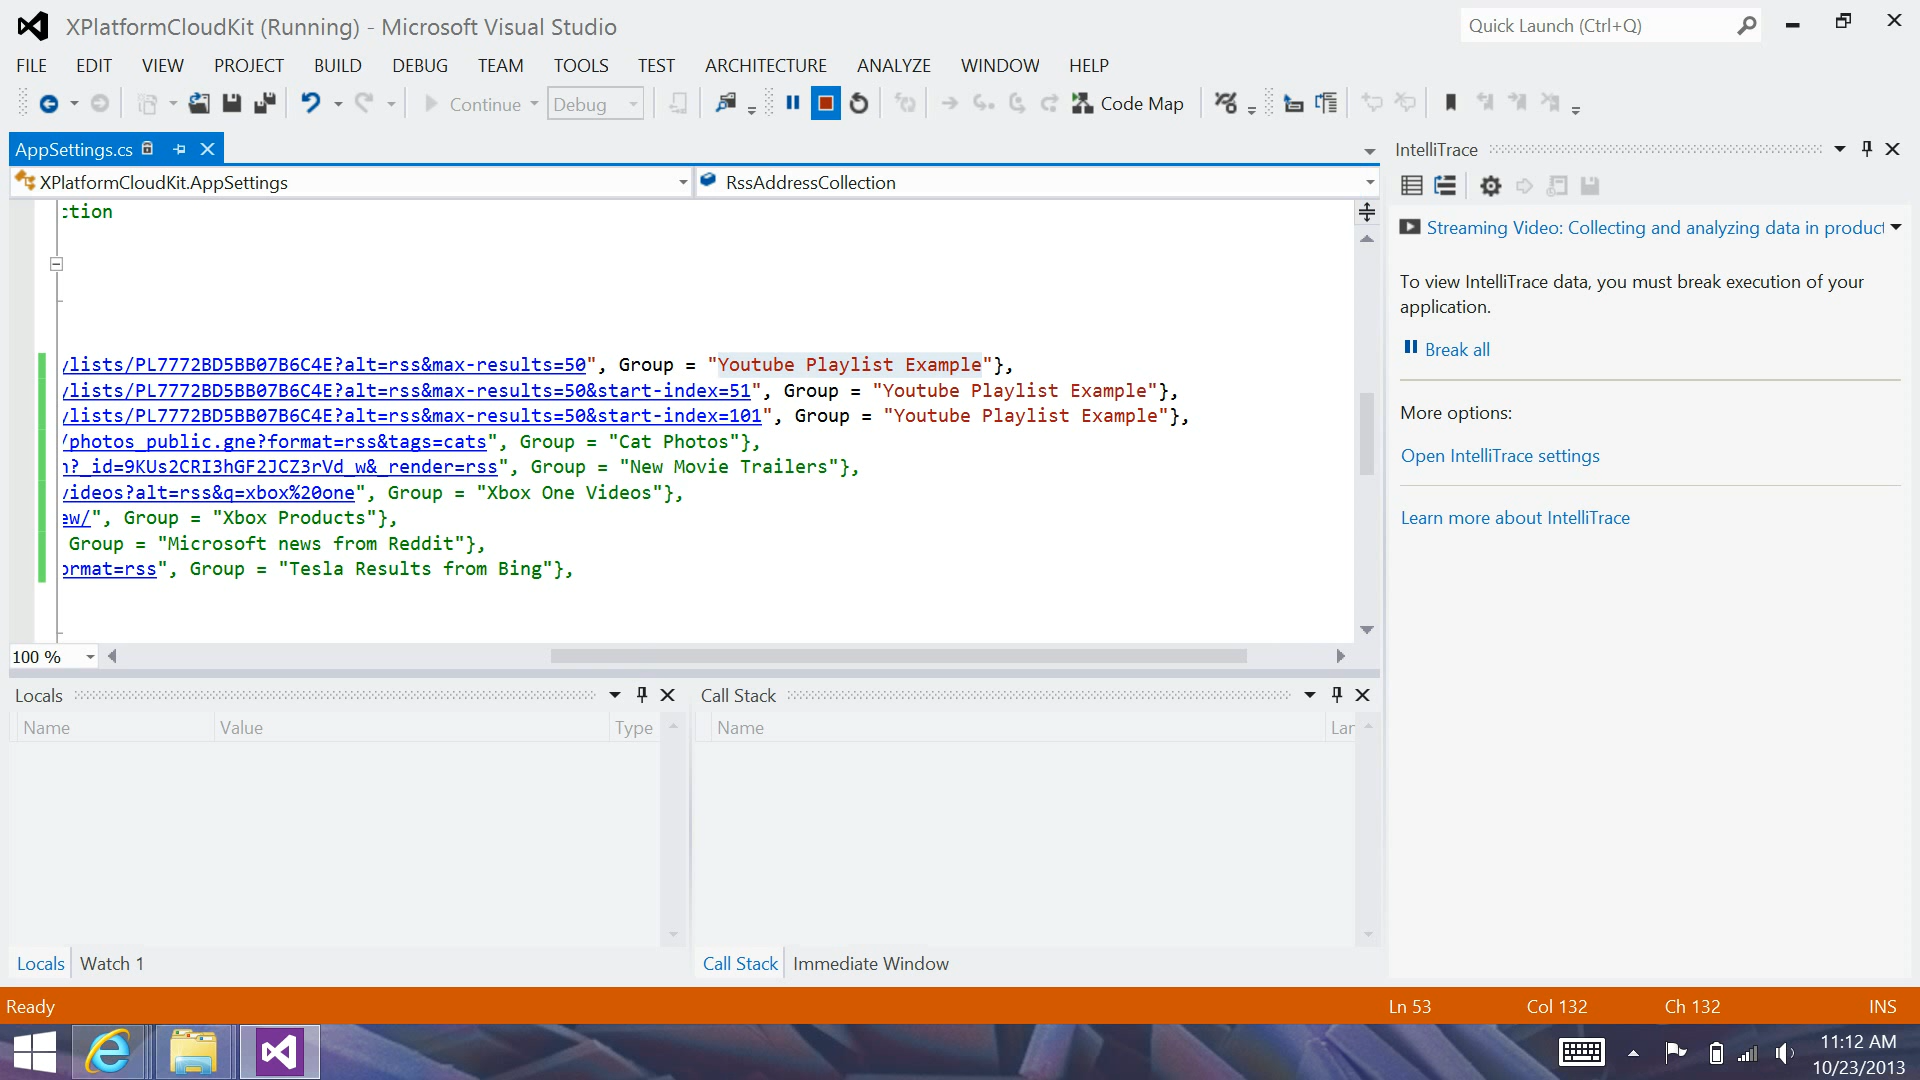 XPlatformCloudKit (Running) - Microsoft Visual Studio
Quick Launch (Ctrl+Q)
FILE EDIT VIEW PROJECT BUILD DEBUG TEAM TOOLS TEST ARCHITECTURE ANALYZE WINDOW HELP
Continue Debug Code Map
AppSettings.cs
XPlatformCloudKit.AppSettings RssAddressCollection
ction
/lists/PL7772BD5BB07B6C4E?alt=rss&max-results=50", Group = "Youtube Playlist Example"},
/lists/PL7772BD5BB07B6C4E?alt=rss&max-results=50&start-index=51", Group = "Youtube Playlist Example"},
/lists/PL7772BD5BB07B6C4E?alt=rss&max-results=50&start-index=101", Group = "Youtube Playlist Example"},
/photos_public.gne?format=rss&tags=cats", Group = "Cat Photos"},
n?_id=9KUs2CRI3hGF2JCZ3rVd_w&_render=rss", Group = "New Movie Trailers"},
videos?alt=rss&q=xbox%20one", Group = "Xbox One Videos"},
ew/", Group = "Xbox Products"},
Group = "Microsoft news from Reddit"},
ormat=rss", Group = "Tesla Results from Bing"},
100 %
Locals
Name Value Type
Locals Watch 1
Call Stack
Name Lar
Call Stack Immediate Window
IntelliTrace
Streaming Video: Collecting and analyzing data in product
To view IntelliTrace data, you must break execution of your
application.
Break all
More options:
Open IntelliTrace settings
Learn more about IntelliTrace
Ready Ln 53 Col 132 Ch 132 INS
11:12 AM
10/23/2013